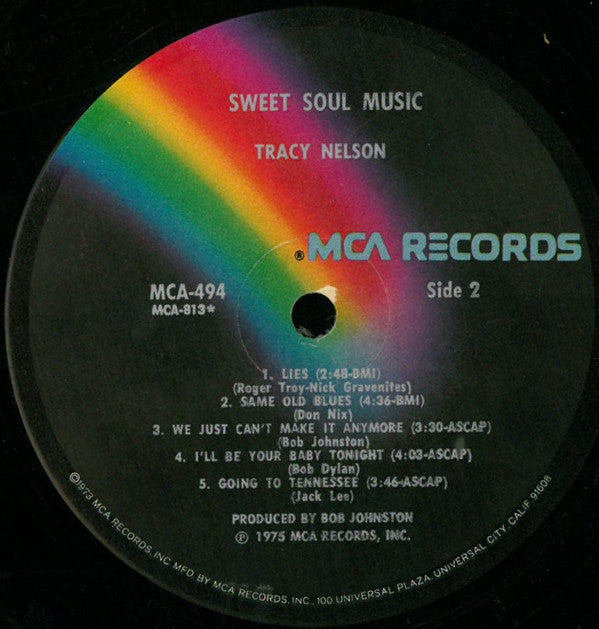 SWEET SOUL MUSIC
TRACY NELSON
® MCA RECORDS
MCA-494
MCA-813*
Side 2
1. LIES (2:48-BMI)
(Roger Troy-Nick Gravenites)
2. SAME OLD BLUES (4:36-BMI)
(Don Nix)
3. WE JUST CAN'T MAKE IT ANYMORE (3:30-ASCAP)
(Bob Johnston)
4. I'LL BE YOUR BABY TONIGHT (4:03-ASCAP)
(Bob Dylan)
5. GOING TO TENNESSEE (3:46-ASCAP)
(Jack Lee)
PRODUCED BY BOB JOHNSTON
℗ 1975 MCA RECORDS, INC.
©1973 MCA RECORDS, INC. MFD. BY MCA RECORDS, INC., 100 UNIVERSAL PLAZA, UNIVERSAL CITY, CALIF. 91608